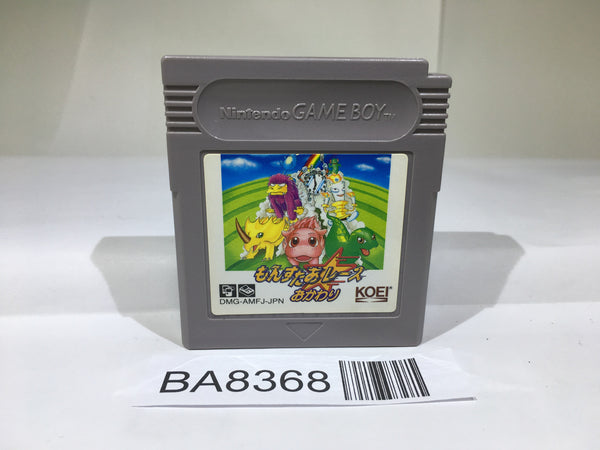 Nintendo GAME BOY TM
もんすたあ★レース
おかわり
KOEI
DMG-AMFJ-JPN
BA8368